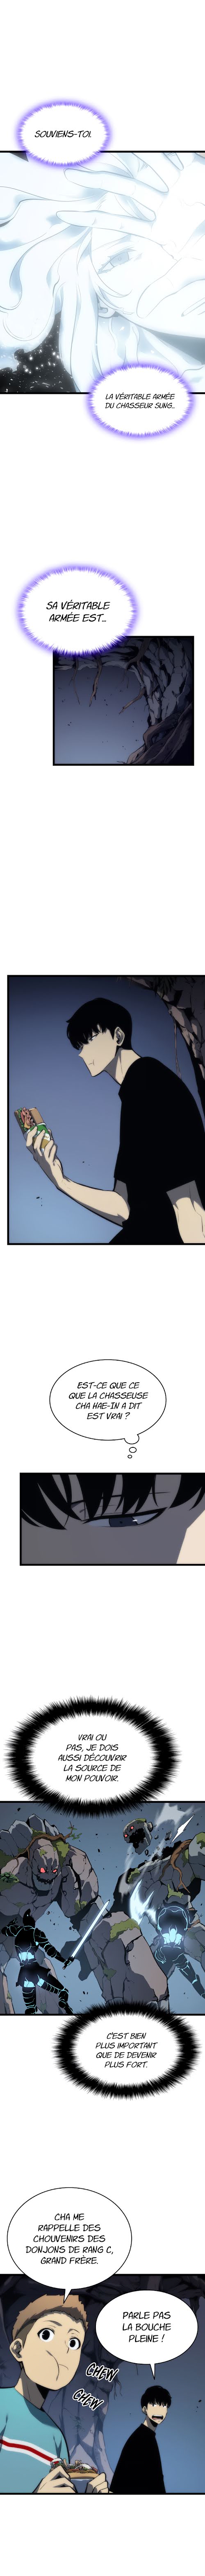 SOUVIENS-TOI.
LA VÉRITABLE ARMÉE
DU CHASSEUR SUNG...
SA VÉRITABLE
ARMÉE EST...
EST-CE QUE CE
QUE LA CHASSEUSE
CHA HAE-IN A DIT
EST VRAI ?
VRAI OU
PAS, JE DOIS
AUSSI DÉCOUVRIR
LA SOURCE DE
MON POUVOIR.
C'EST BIEN
PLUS IMPORTANT
QUE DE DEVENIR
PLUS FORT.
CHA ME
RAPPELLE DES
CHOUVENIRS DES
DONJONS DE RANG C,
GRAND FRÈRE.
PARLE PAS
LA BOUCHE
PLEINE !
CHEW
CHEW